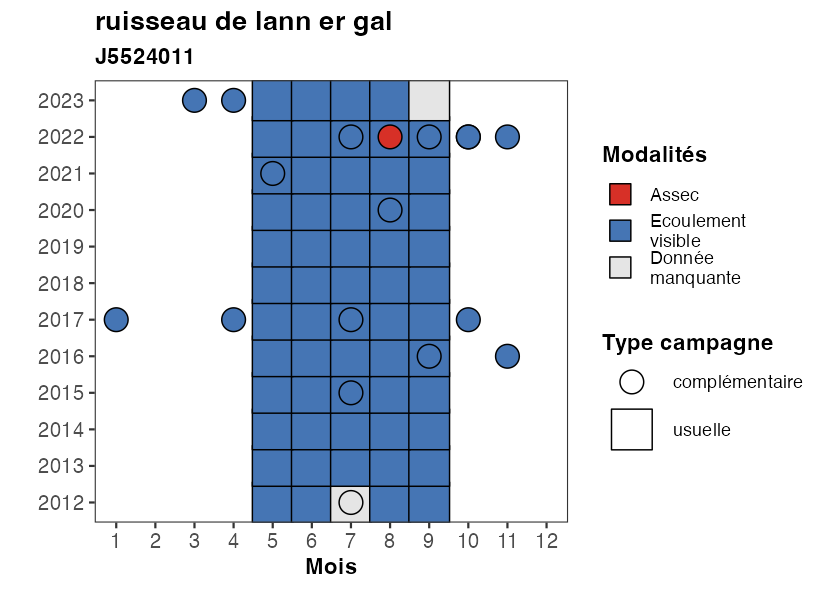 ruisseau de lann er gal
J5524011
2023
2022
2021
2020
2019
2018
2017
2016
2015
2014
2013
2012
1 2 3 4 5 6 7 8 9 10 11 12
Mois
Modalités
Assec
Ecoulement
visible
Donnée
manquante
Type campagne
complémentaire
usuelle